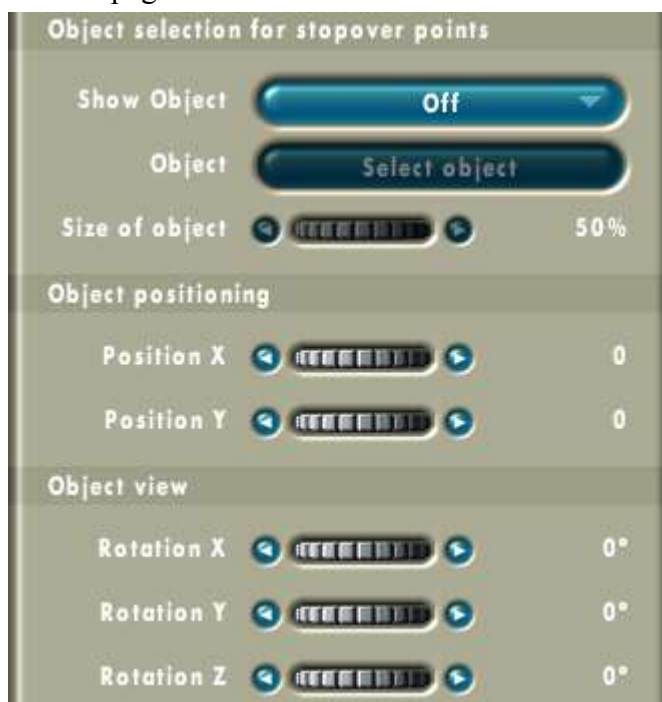 Object selection for stopover points
Show Object Off
Object Select object
Size of object 50%
Object positioning
Position X 0
Position Y 0
Object view
Rotation X 0°
Rotation Y 0°
Rotation Z 0°